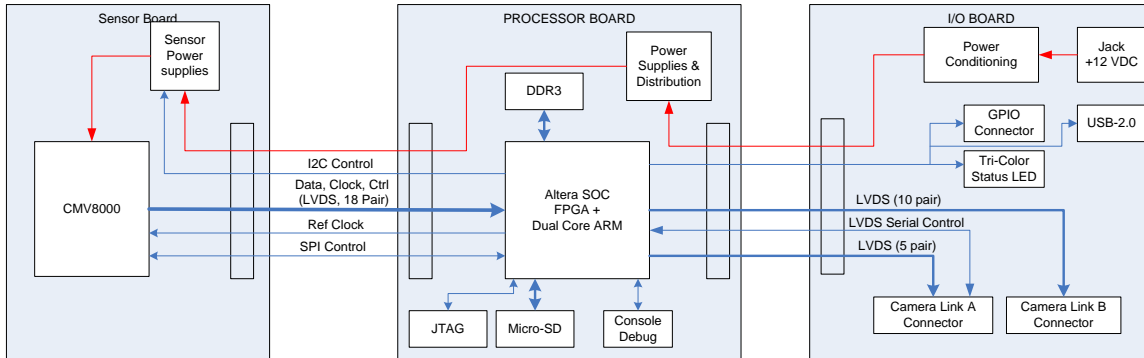 Sensor Board
PROCESSOR BOARD
I/O BOARD
Sensor
Power
supplies
Power
Supplies &
Distribution
Power
Conditioning
Jack
+12 VDC
DDR3
GPIO
Connector
USB-2.0
Tri-Color
Status LED
I2C Control
Data, Clock, Ctrl
(LVDS, 18 Pair)
Ref Clock
SPI Control
CMV8000
Altera SOC
FPGA +
Dual Core ARM
LVDS (10 pair)
LVDS Serial Control
LVDS (5 pair)
JTAG
Micro-SD
Console
Debug
Camera Link A
Connector
Camera Link B
Connector